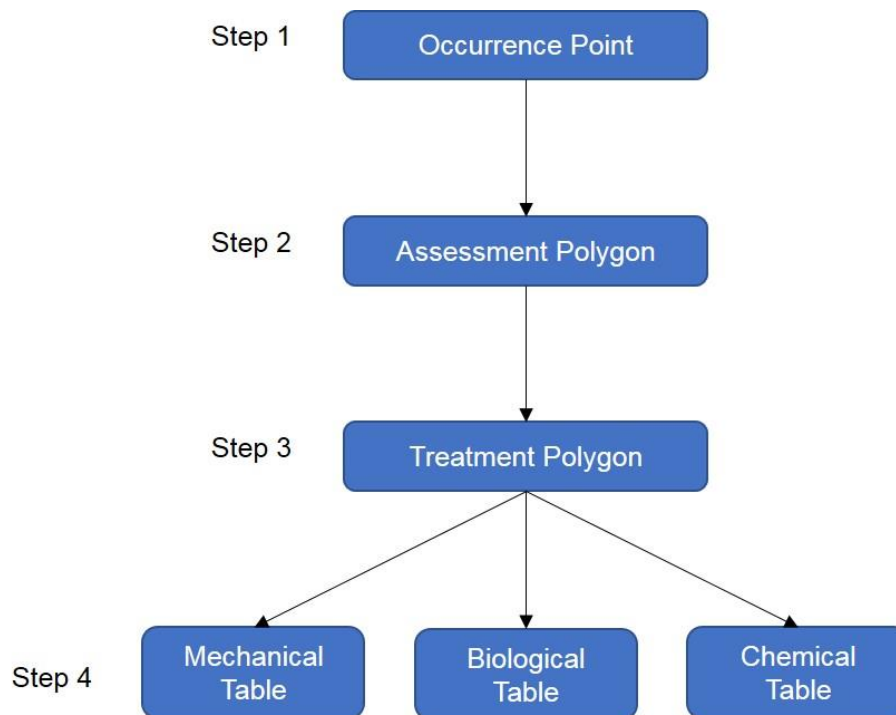 Step 1
Occurrence Point
Step 2
Assessment Polygon
Step 3
Treatment Polygon
Step 4
Mechanical
Table
Biological
Table
Chemical
Table